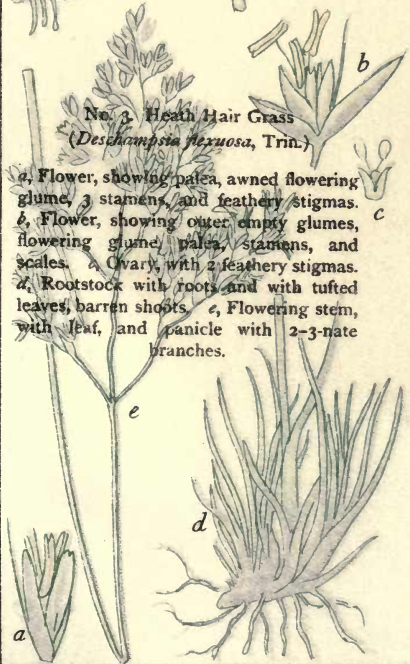 No. 3. Heath Hair Grass
(Deschampsia flexuosa, Trin.)
a, Flower, showing palea, awned flowering
glume, 3 stamens, and feathery stigmas.
b, Flower, showing outer empty glumes,
flowering glume, palea, stamens, and
scales. c, Ovary, with 2 feathery stigmas.
d, Rootstock with roots and with tufted
leaves, barren shoots. e, Flowering stem,
with leaf, and panicle with 2-3-nate
branches.
b
c
e
d
a